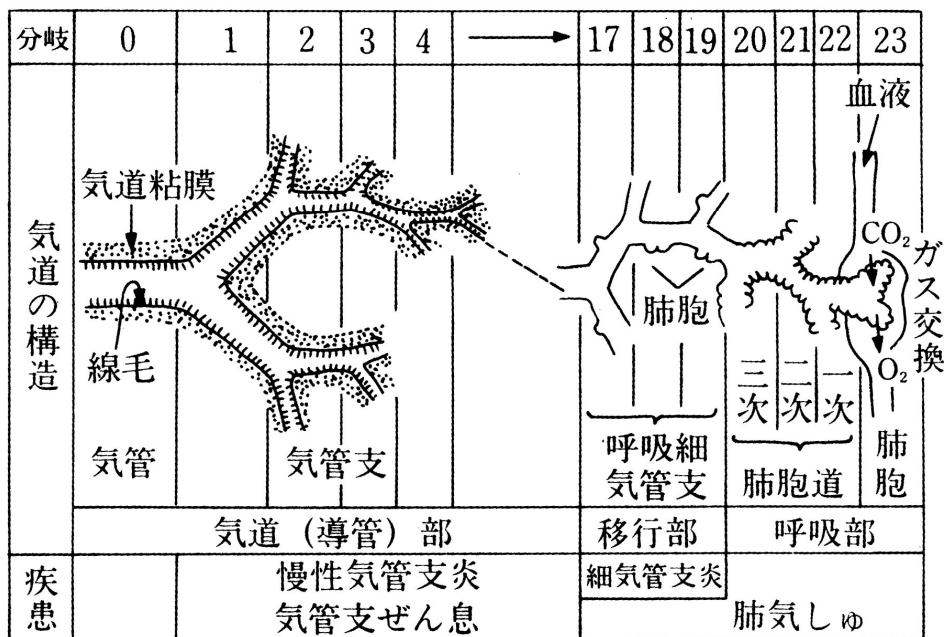 分岐 0 1 2 3 4 17 18 19 20 21 22 23
血液
気道粘膜
CO₂
気道の構造
ガス交換
肺胞
線毛
O₂
三次 二次 一次
気管
気管支
呼吸細
気管支
肺胞道
肺胞
気道（導管）部 移行部 呼吸部
疾患
慢性気管支炎
気管支ぜん息
細気管支炎
肺気しゅ